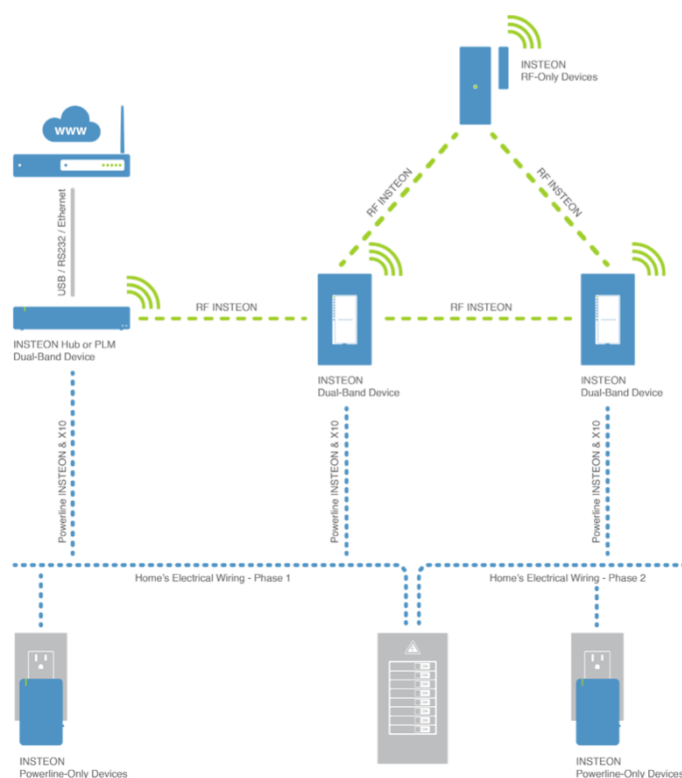 INSTEON
RF-Only Devices
www
RF INSTEON
RF INSTEON
USB / RS232 / Ethernet
RF INSTEON
RF INSTEON
INSTEON Hub or PLM
Dual-Band Device
INSTEON
Dual-Band Device
INSTEON
Dual-Band Device
Powerline INSTEON & X10
Powerline INSTEON & X10
Powerline INSTEON & X10
Home's Electrical Wiring - Phase 1
Home's Electrical Wiring - Phase 2
INSTEON
Powerline-Only Devices
INSTEON
Powerline-Only Devices